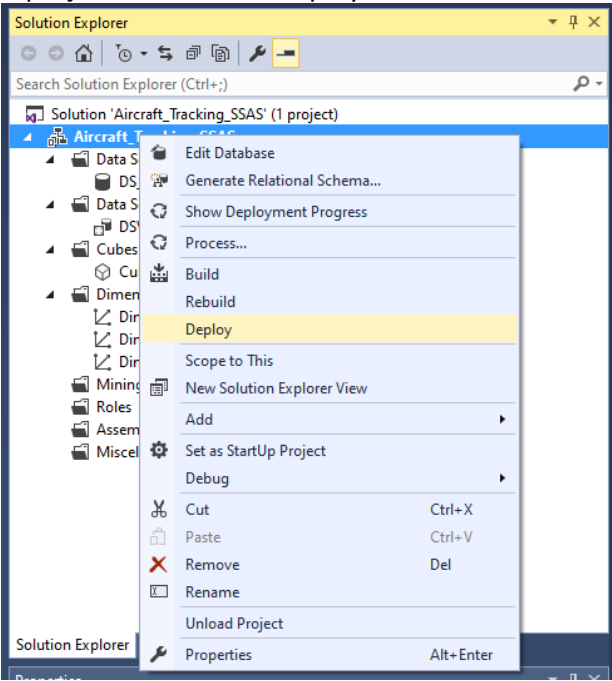 Solution Explorer
Search Solution Explorer (Ctrl+;)
Solution 'Aircraft_Tracking_SSAS' (1 project)
Edit Database
Generate Relational Schema...
Show Deployment Progress
Process...
Build
Rebuild
Deploy
Scope to This
New Solution Explorer View
Add
Set as StartUp Project
Debug
Cut Ctrl+X
Paste Ctrl+V
Remove Del
Rename
Unload Project
Properties Alt+Enter
Data S
DS_
Data S
DSV
Cubes
Cu
Dimen
Dir
Dir
Dir
Mining
Roles
Assem
Miscel
Solution Explorer